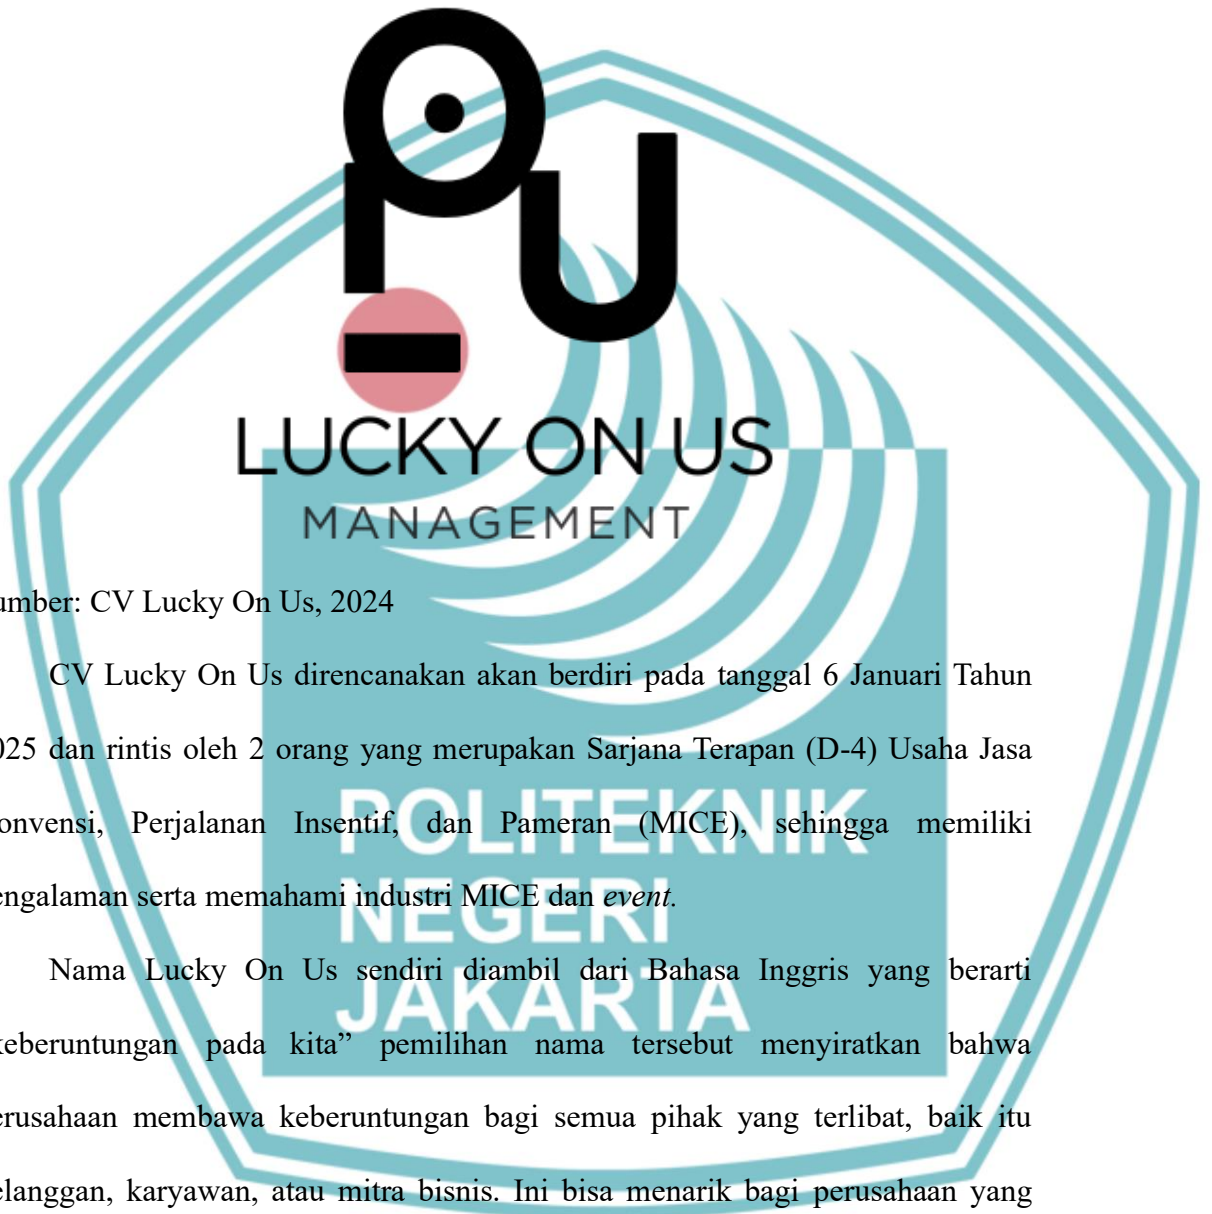 LUCKY ON US
MANAGEMENT
umber: CV Lucky On Us, 2024
CV Lucky On Us direncanakan akan berdiri pada tanggal 6 Januari Tahun
025 dan rintis oleh 2 orang yang merupakan Sarjana Terapan (D-4) Usaha Jasa
onvensi, Perjalanan Insentif, dan Pameran (MICE), sehingga memiliki
engalaman serta memahami industri MICE dan event.
Nama Lucky On Us sendiri diambil dari Bahasa Inggris yang berarti
keberuntungan pada kita” pemilihan nama tersebut menyiratkan bahwa
erusahaan membawa keberuntungan bagi semua pihak yang terlibat, baik itu
elanggan, karyawan, atau mitra bisnis. Ini bisa menarik bagi perusahaan yang
POLITEKNIK
NEGERI
JAKARTA